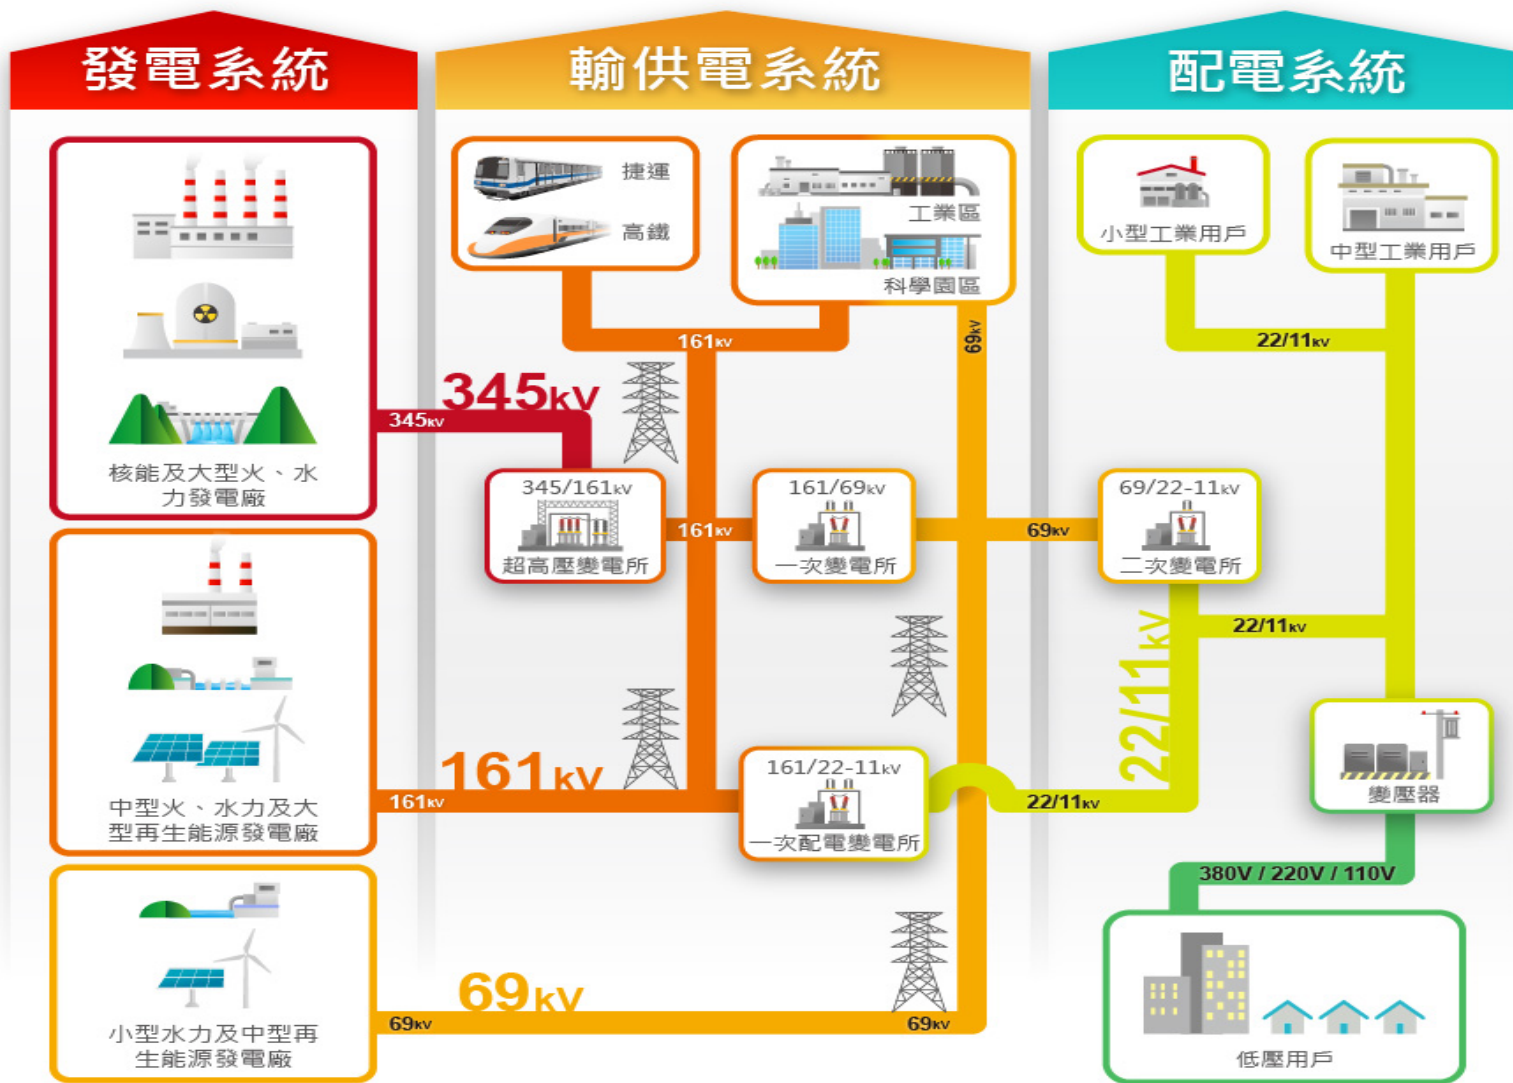 發電系統
核能及大型火、水
力發電廠
中型火、水力及大
型再生能源發電廠
小型水力及中型再
生能源發電廠
輸供電系統
捷運
高鐵
工業區
科學園區
161kV
69kV
345kV
345kV
345/161kV
超高壓變電所
161kV
161/69kV
一次變電所
161kV
161kV
161/22-11kV
一次配電變電所
69kV
69kV
69kV
配電系統
小型工業用戶
中型工業用戶
22/11kV
69kV
69/22-11kV
二次變電所
22/11kV
22/11kV
22/11kV
變壓器
380V / 220V / 110V
低壓用戶